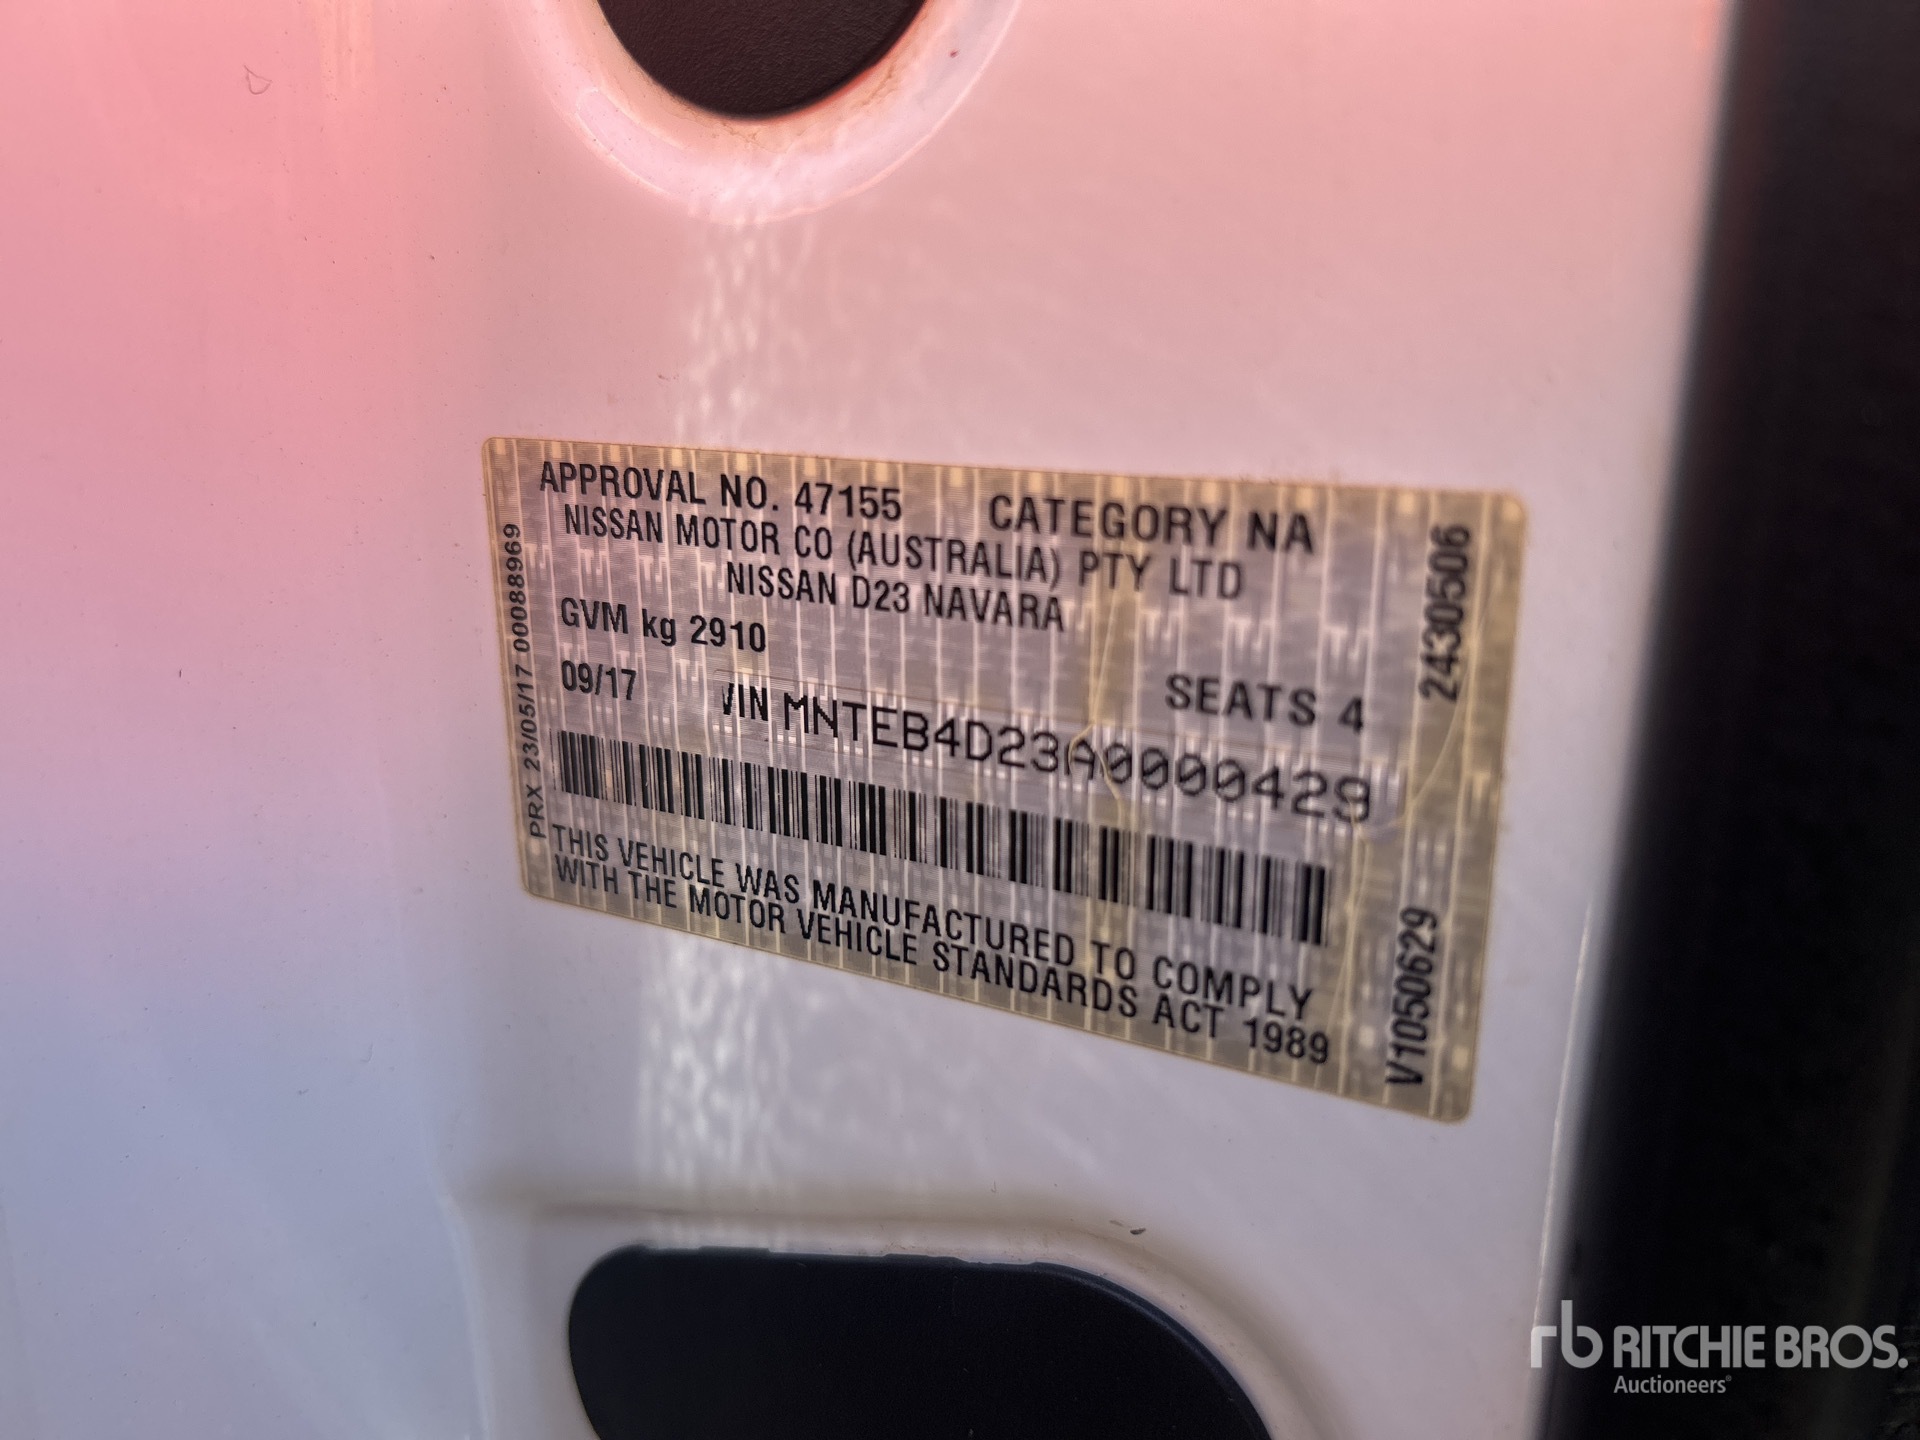 APPROVAL NO. 47155 CATEGORY NA
NISSAN MOTOR CO (AUSTRALIA) PTY LTD
NISSAN D23 NAVARA
GVM kg 2910
SEATS 4
09/17 VIN MNTEB4D23A0000429
THIS VEHICLE WAS MANUFACTURED TO COMPLY
WITH THE MOTOR VEHICLE STANDARDS ACT 1989
PRX 23/05/17 00088969
2430506
V1050629
rb RITCHIE BROS.
Auctioneers®